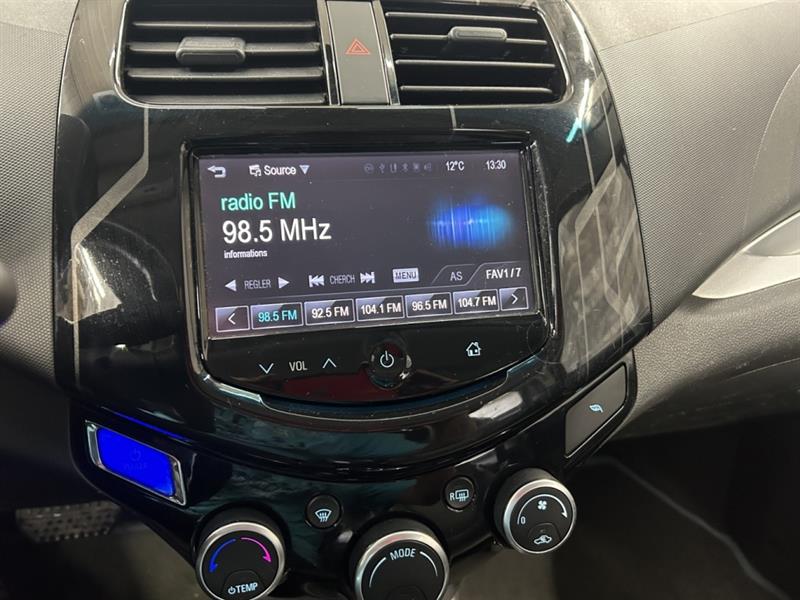 Source 12°C 13:30
radio FM
98.5 MHz
informations
REGLER CHERCH MENU AS FAV1 / 7
98.5 FM 92.5 FM 104.1 FM 96.5 FM 104.7 FM
VOL
R
0
TEMP
MODE